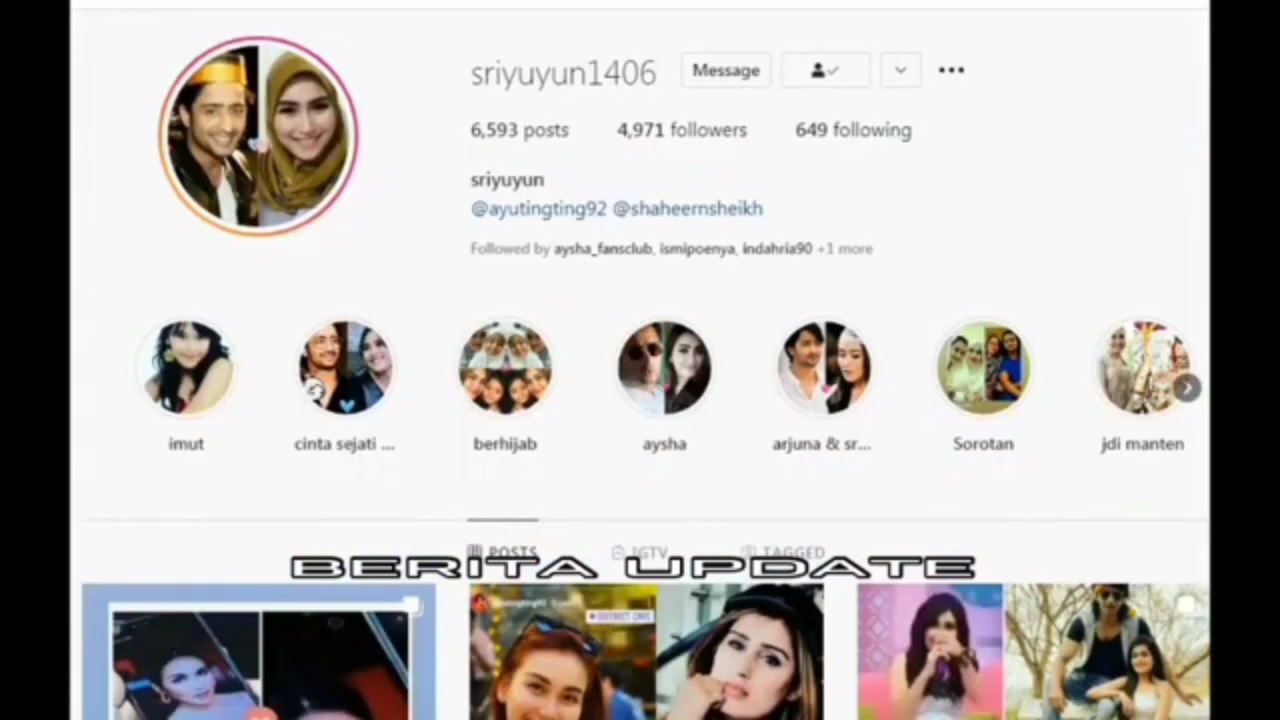 sriyuyun1406 Message
6,593 posts 4,971 followers 649 following
sriyuyun
@ayutingting92 @shaheernsheikh
Followed by aysha_fansclub, ismipoenya, indahria90 +1 more
imut cinta sejati ... berhijab aysha arjuna & sr... Sorotan jdi manten
POSTS IGTV TAGGED
BERITA UPDATE